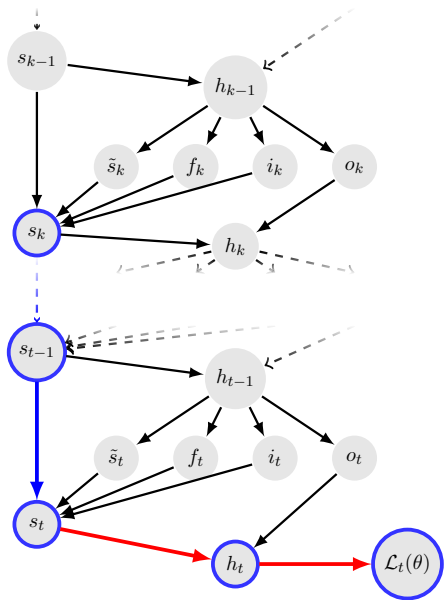 s_{k−1}
h_{k−1}
s̃_k f_k i_k o_k
s_k
h_k
s_{t−1}
h_{t−1}
s̃_t f_t i_t o_t
s_t
h_t ℒ_t(θ)